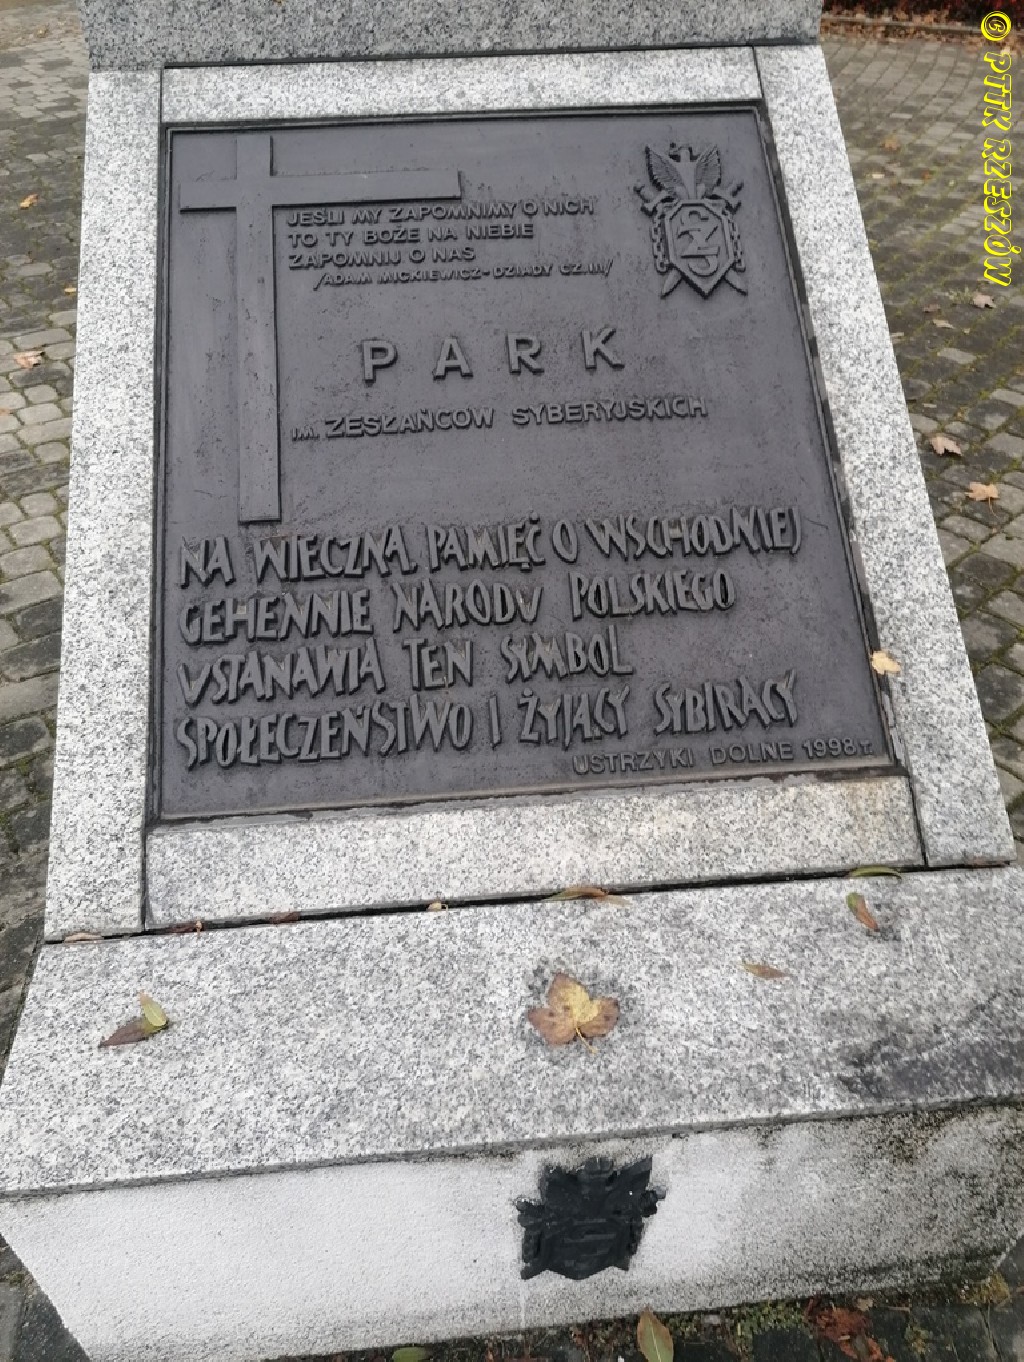 JEŚLI MY ZAPOMNIMY O NICH
TO TY BOŻE NA NIEBIE
ZAPOMNIJ O NAS
/ADAM MICKIEWICZ-DZIADY CZ.III/
PARK
IM. ZESŁAŃCÓW SYBERYJSKICH
NA WIECZNĄ PAMIĘĆ O WSCHODNIEJ
GEHENNIE NARODU POLSKIEGO
USTANAWIA TEN SYMBOL
SPOŁECZEŃSTWO I ŻYJĄCY SYBIRACY
USTRZYKI DOLNE 1998 r.
© PTTK RZESZÓW